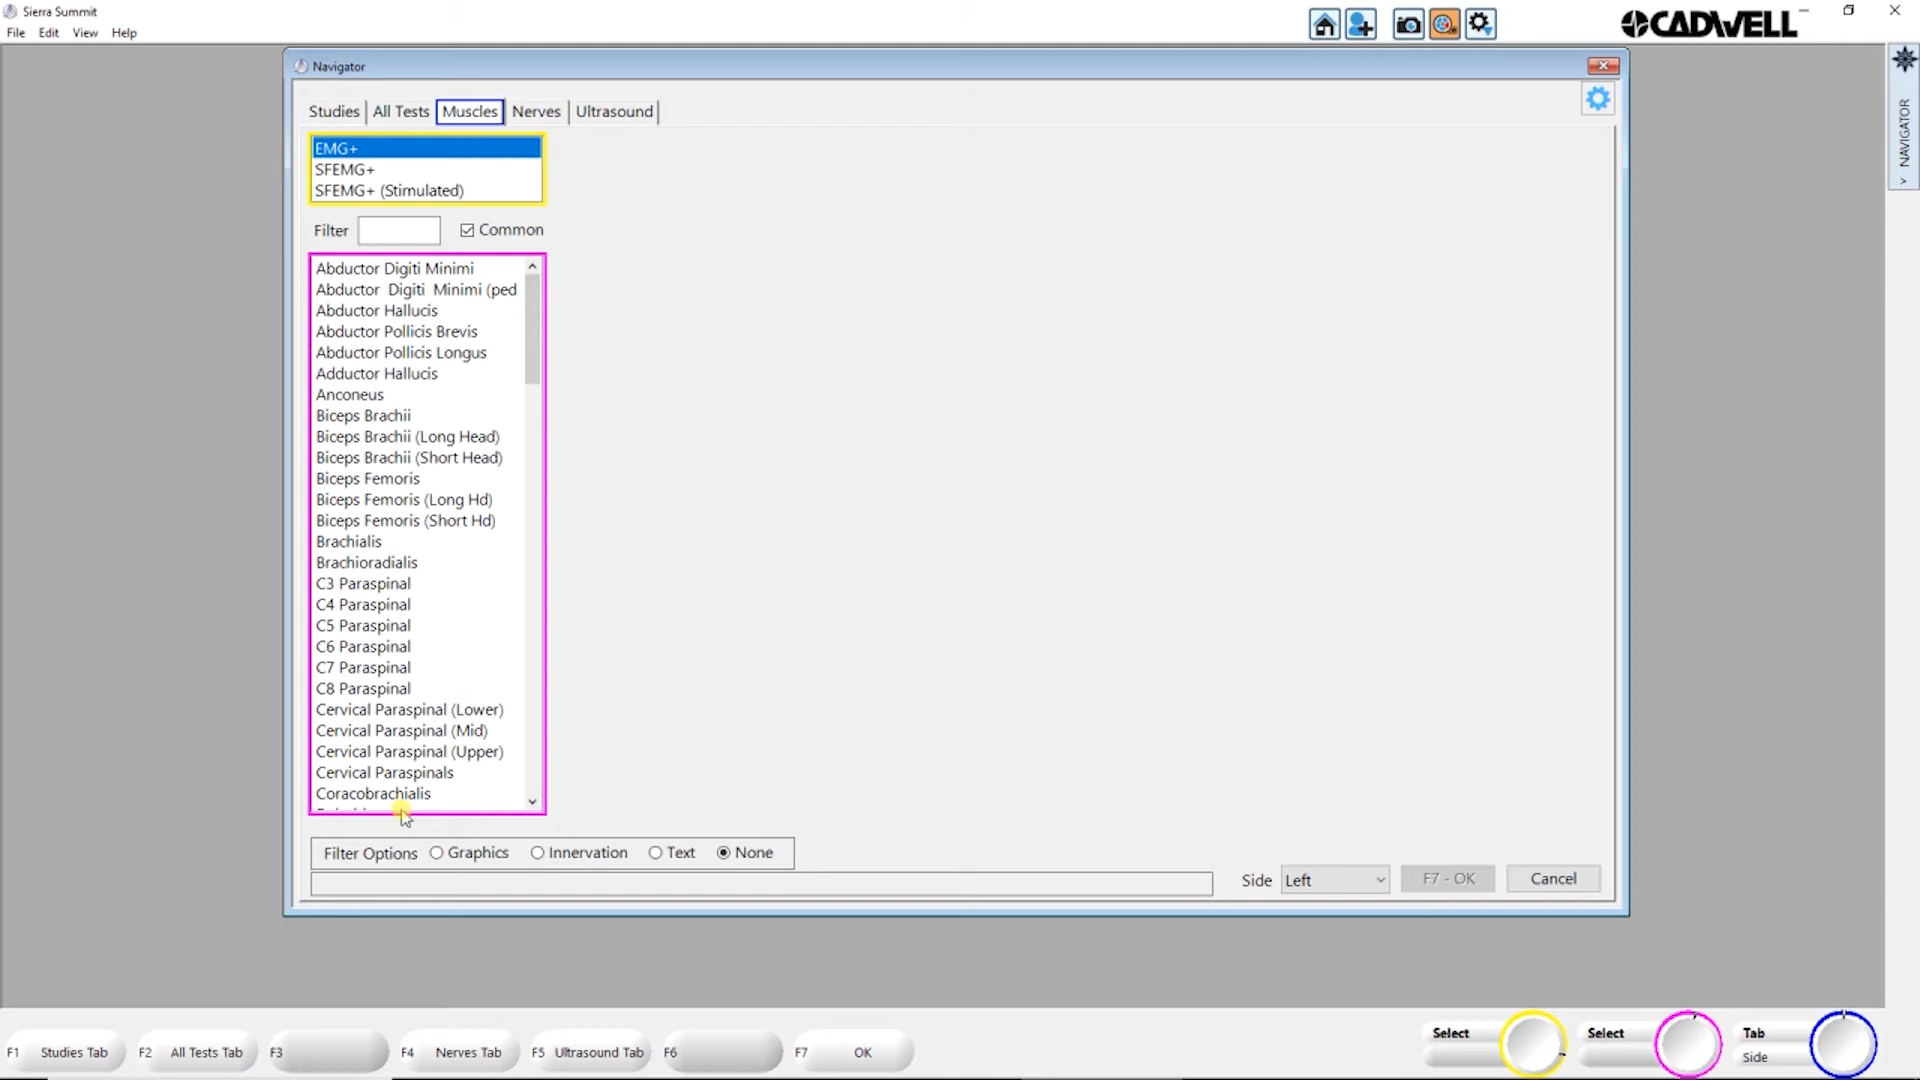 Sierra Summit
File Edit View Help
CADWELL
NAVIGATOR
Navigator
Studies All Tests Muscles Nerves Ultrasound
EMG+
SFEMG+
SFEMG+ (Stimulated)
Filter Common
Abductor Digiti Minimi
Abductor Digiti Minimi (ped
Abductor Hallucis
Abductor Pollicis Brevis
Abductor Pollicis Longus
Adductor Hallucis
Anconeus
Biceps Brachii
Biceps Brachii (Long Head)
Biceps Brachii (Short Head)
Biceps Femoris
Biceps Femoris (Long Hd)
Biceps Femoris (Short Hd)
Brachialis
Brachioradialis
C3 Paraspinal
C4 Paraspinal
C5 Paraspinal
C6 Paraspinal
C7 Paraspinal
C8 Paraspinal
Cervical Paraspinal (Lower)
Cervical Paraspinal (Mid)
Cervical Paraspinal (Upper)
Cervical Paraspinals
Coracobrachialis
Filter Options Graphics Innervation Text None
Side Left F7 - OK Cancel
F1 Studies Tab F2 All Tests Tab F3 F4 Nerves Tab F5 Ultrasound Tab F6 F7 OK
Select Select Tab
Side